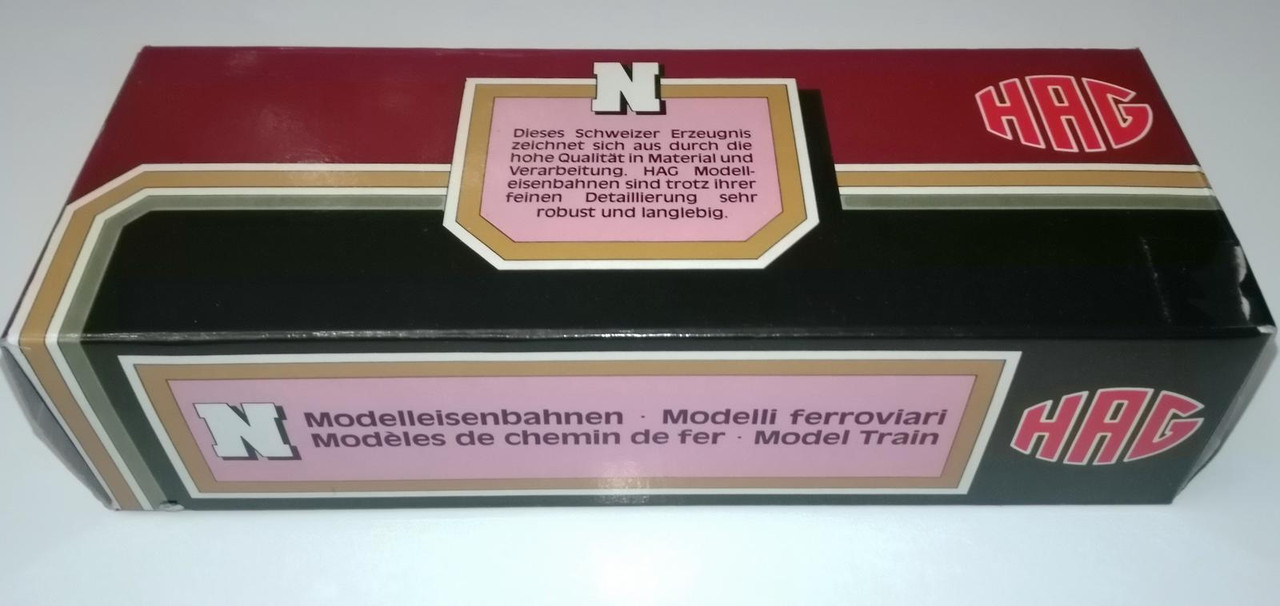 N
HAG
Dieses Schweizer Erzeugnis
zeichnet sich aus durch die
hohe Qualität in Material und
Verarbeitung. HAG Modell-
eisenbahnen sind trotz ihrer
feinen Detaillierung sehr
robust und langlebig.
N
Modelleisenbahnen · Modelli ferroviari
Modèles de chemin de fer · Model Train
HAG